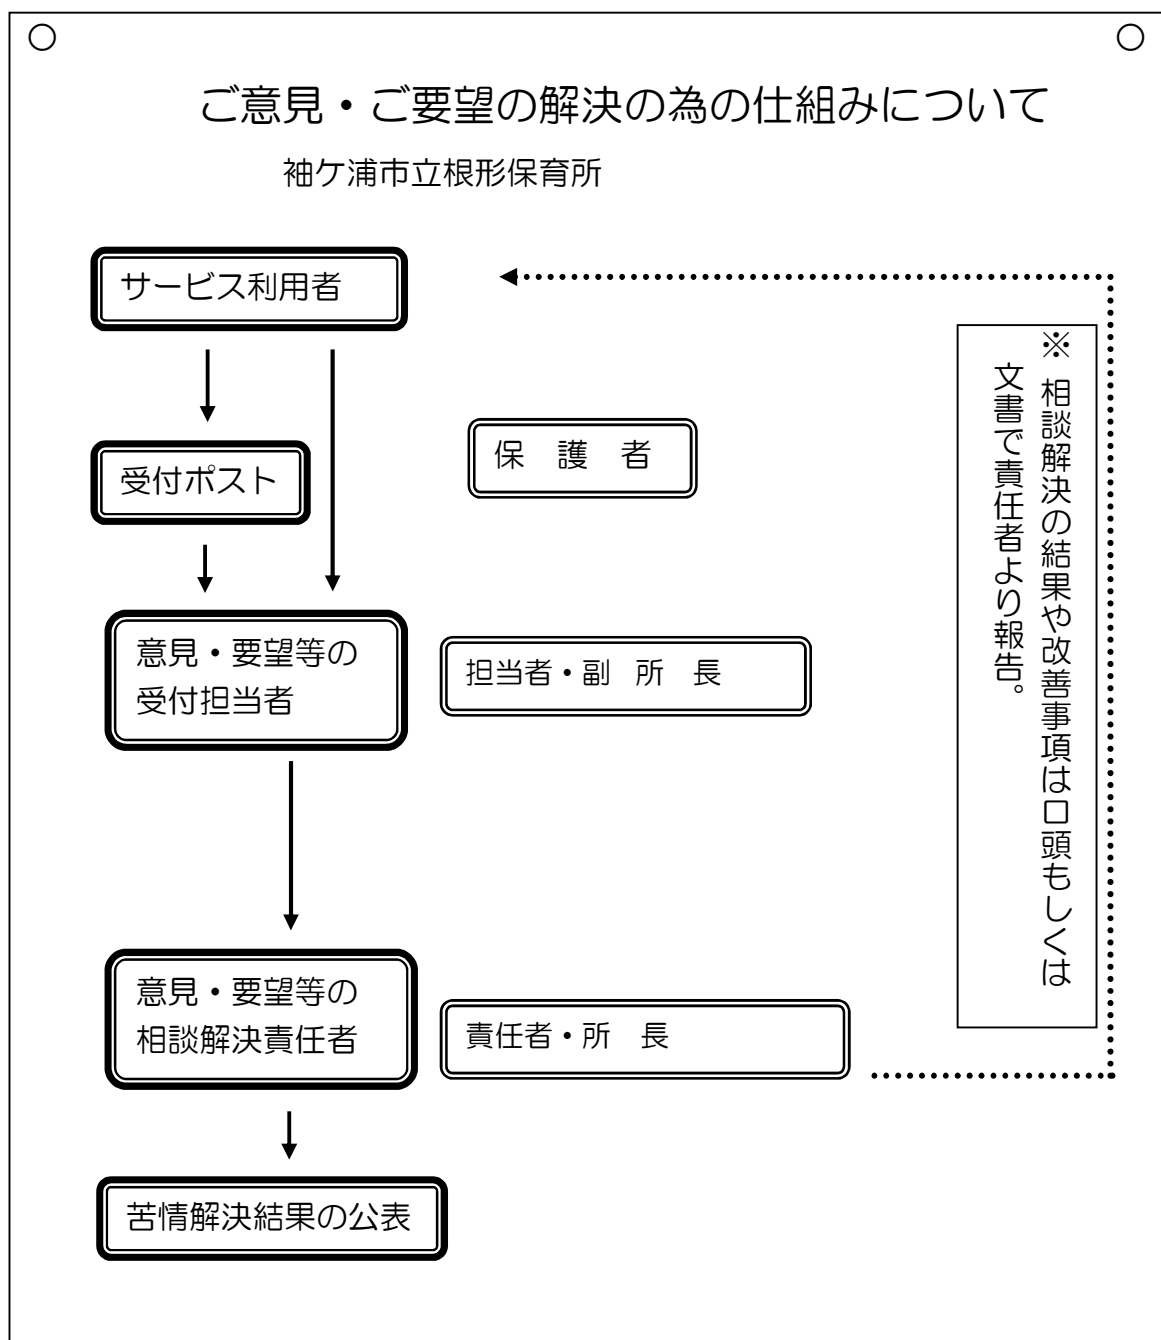 ご意見・ご要望の解決の為の仕組みについて
袖ケ浦市立根形保育所
サービス利用者
受付ポスト
保　護　者
意見・要望等の
受付担当者
担当者・副　所　長
意見・要望等の
相談解決責任者
責任者・所　長
苦情解決結果の公表
※ 相談解決の結果や改善事項は口頭もしくは
文書で責任者より報告。